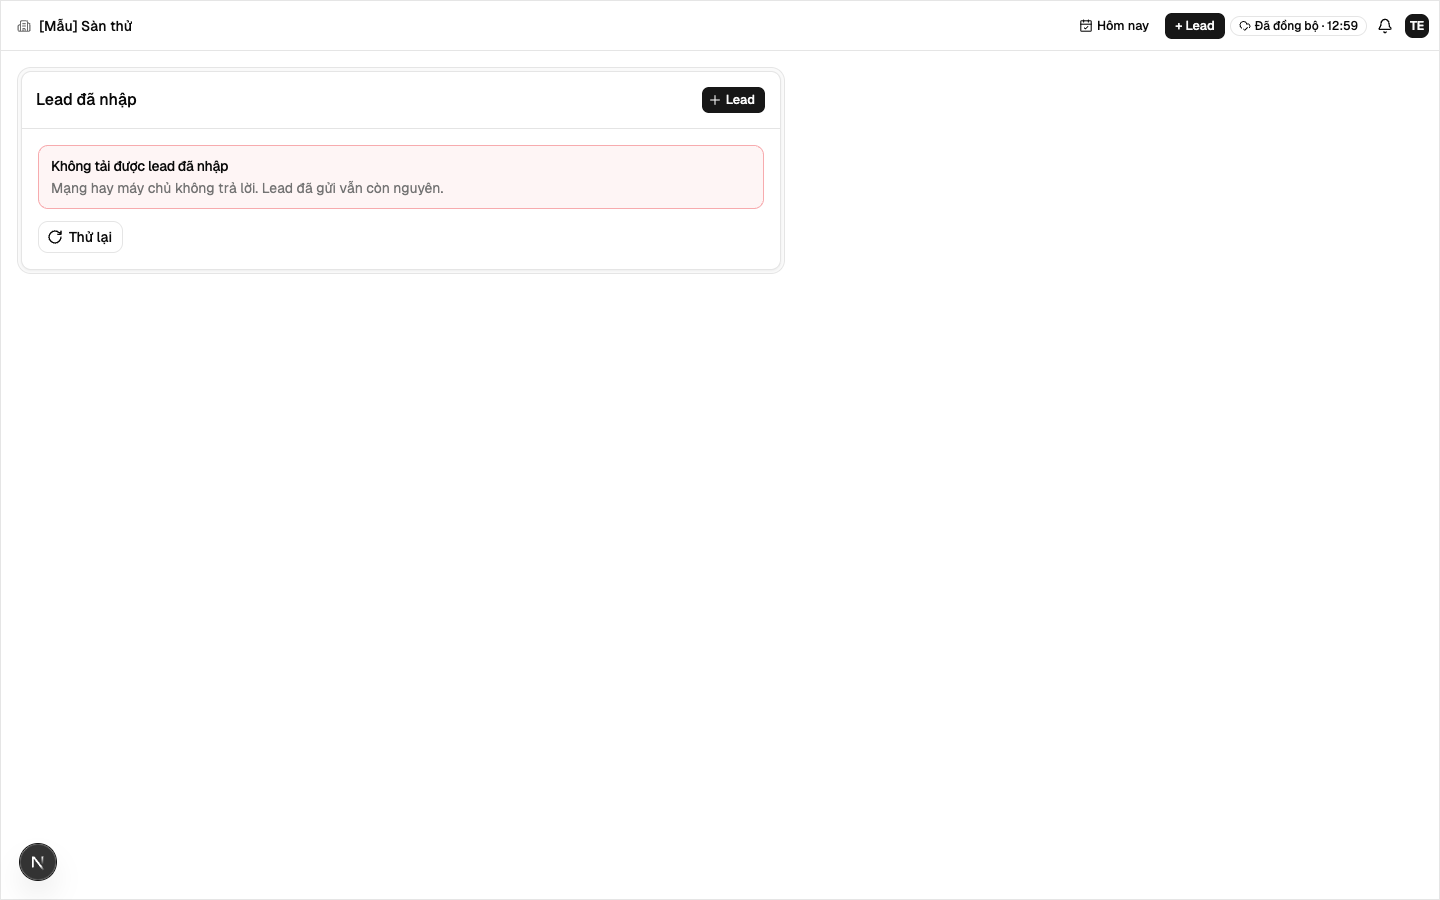 [Mẫu] Sàn thử
Hôm nay
+ Lead
Đã đồng bộ · 12:59
TE
Lead đã nhập
+ Lead
Không tải được lead đã nhập
Mạng hay máy chủ không trả lời. Lead đã gửi vẫn còn nguyên.
Thử lại
N